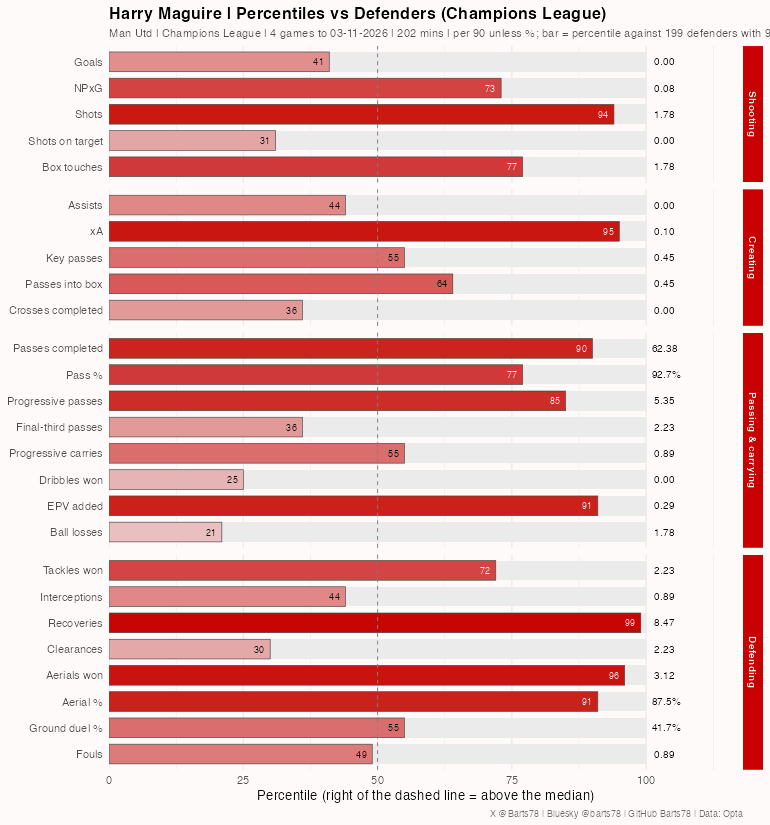 Harry Maguire | Percentiles vs Defenders (Champions League)
Man Utd | Champions League | 4 games to 03-11-2026 | 202 mins | per 90 unless %; bar = percentile against 199 defenders with 9
Goals 41 0.00
NPxG 73 0.08
Shots 94 1.78
Shots on target 31 0.00
Box touches 77 1.78
Shooting
Assists 44 0.00
xA 95 0.10
Key passes 55 0.45
Passes into box 64 0.45
Crosses completed 36 0.00
Creating
Passes completed 90 62.38
Pass % 77 92.7%
Progressive passes 85 5.35
Final-third passes 36 2.23
Progressive carries 55 0.89
Dribbles won 25 0.00
EPV added 91 0.29
Ball losses 21 1.78
Passing & carrying
Tackles won 72 2.23
Interceptions 44 0.89
Recoveries 99 8.47
Clearances 30 2.23
Aerials won 96 3.12
Aerial % 91 87.5%
Ground duel % 55 41.7%
Fouls 49 0.89
Defending
0 25 50 75 100
Percentile (right of the dashed line = above the median)
X @Barts78 | Bluesky @barts78 | GitHub Barts78 | Data: Opta